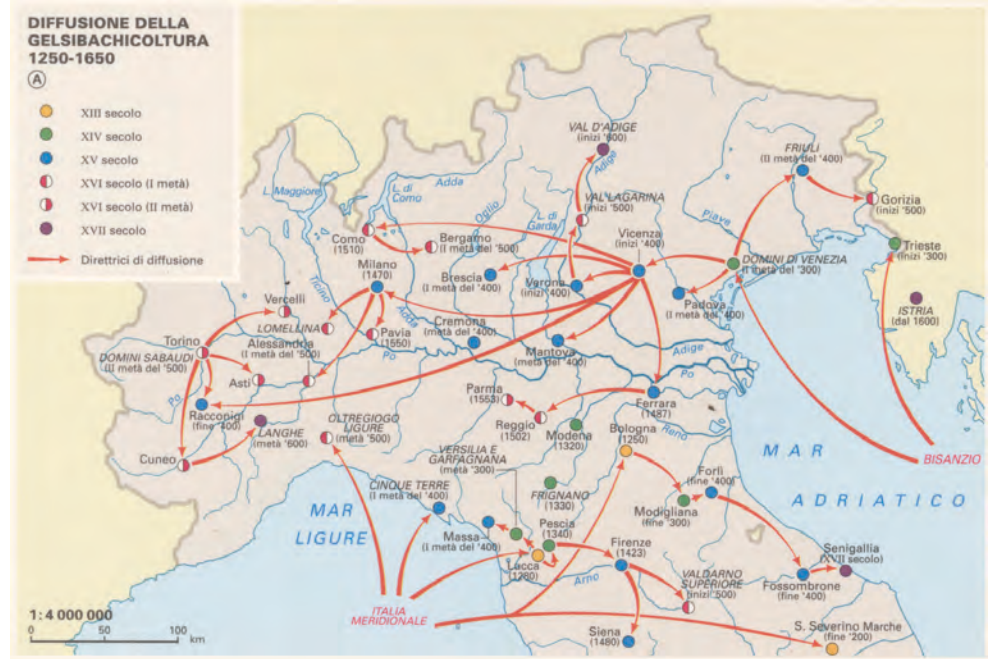 DIFFUSIONE DELLA
GELSIBACHICOLTURA
1250-1650
A
XIII secolo
XIV secolo
XV secolo
XVI secolo (I metà)
XVI secolo (II metà)
XVII secolo
Direttrici di diffusione
VAL D'ADIGE
(inizi '600)
Adige
FRIULI
(II metà del '400)
L. Maggiore
L. di
Como
Adda
Oglio
L. di
Garda
VAL LAGARINA
(inizi '500)
Piave
Gorizia
(inizi '500)
Como
(1510)
Bergamo
(II metà del '500)
Vicenza
(inizi '400)
Trieste
(inizi '300)
Milano
(1470)
Brescia
(I metà del '400)
Verona
(inizi '400)
DOMINI DI VENEZIA
(I metà del '300)
Padova
(I metà del '400)
ISTRIA
(dal 1600)
Ticino
Vercelli
LOMELLINA
Adda
Pavia
(1550)
Cremona
(metà del '400)
Mantova
(metà del '400)
Adige
Po
Po
Torino
DOMINI SABAUDI
(II metà del '500)
Alessandria
(I metà del '500)
Asti
Po
Racconigi
(fine '400)
Parma
(1553)
Ferrara
(1487)
Reggio
(1502)
Modena
(1320)
Bologna
(1250)
Reno
LANGHE
(metà '600)
OLTREGIOGO
LIGURE
(metà '500)
Cuneo
VERSILIA E
GARFAGNANA
(metà '300)
MAR
BISANZIO
ADRIATICO
CINQUE TERRE
(I metà del '400)
FRIGNANO
(1330)
Forlì
(fine '400)
Modigliana
(fine '300)
MAR
LIGURE
Massa
(I metà del '400)
Pescia
(1340)
Lucca
(1280)
Firenze
(1423)
Arno
VALDARNO
SUPERIORE
(inizi '500)
Senigallia
(XVII secolo)
Fossombrone
(fine '400)
ITALIA
MERIDIONALE
Siena
(1480)
S. Severino Marche
(fine '200)
1:4 000 000
0 50 100
km